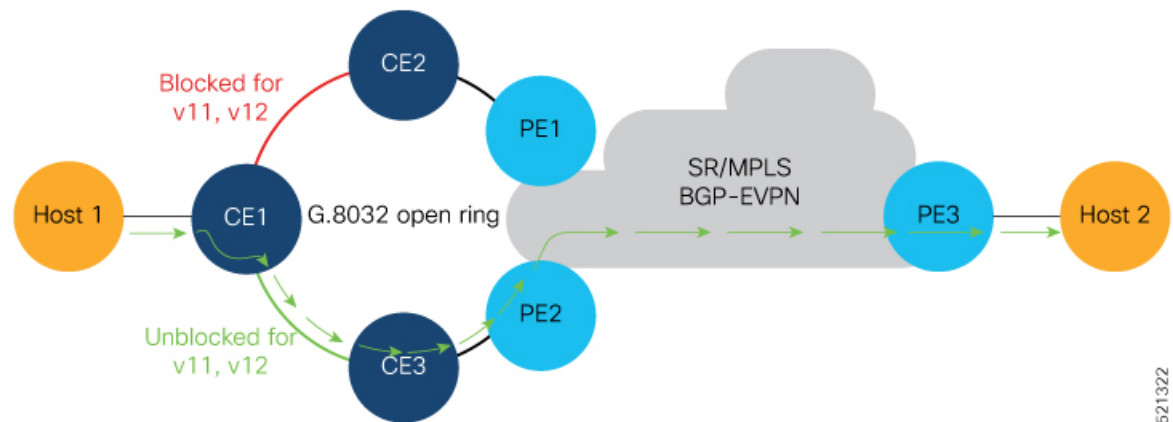 CE2
Blocked for
v11, v12
PE1
SR/MPLS
BGP-EVPN
Host 1
CE1
G.8032 open ring
PE3
Host 2
PE2
Unblocked for
v11, v12
CE3
521322